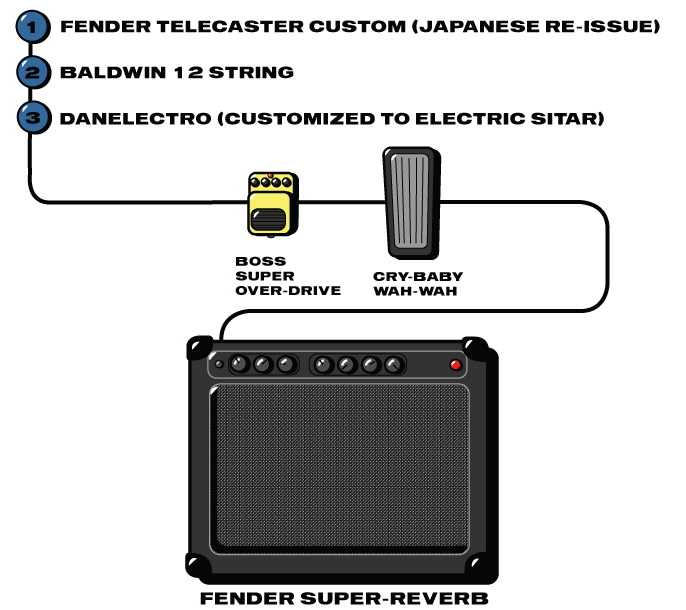 1 FENDER TELECASTER CUSTOM (JAPANESE RE-ISSUE)
2 BALDWIN 12 STRING
3 DANELECTRO (CUSTOMIZED TO ELECTRIC SITAR)
BOSS
SUPER
OVER-DRIVE
CRY-BABY
WAH-WAH
FENDER SUPER-REVERB